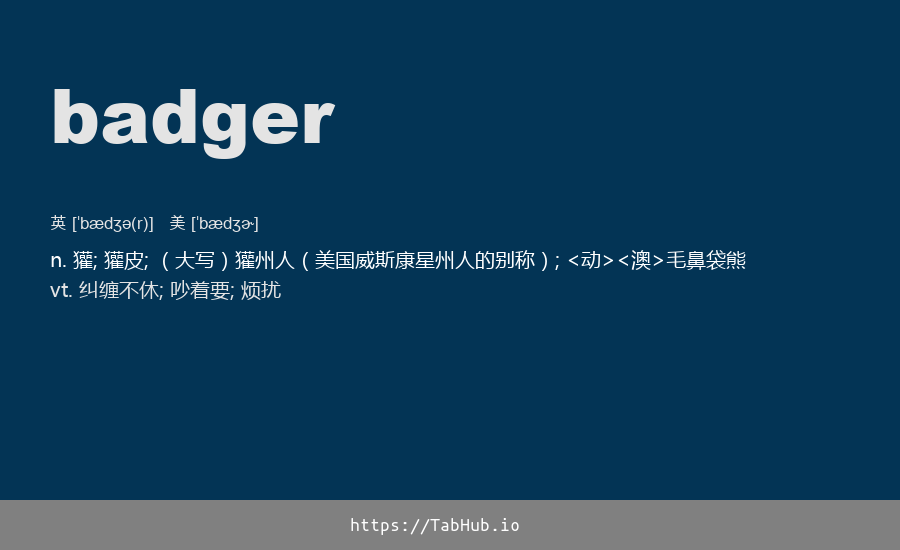 badger
英 [ˈbædʒə(r)] 美 [ˈbædʒɚ]
n. 獾; 獾皮; （大写）獾州人（美国威斯康星州人的别称）; <动><澳>毛鼻袋熊
vt. 纠缠不休; 吵着要; 烦扰
https://TabHub.io